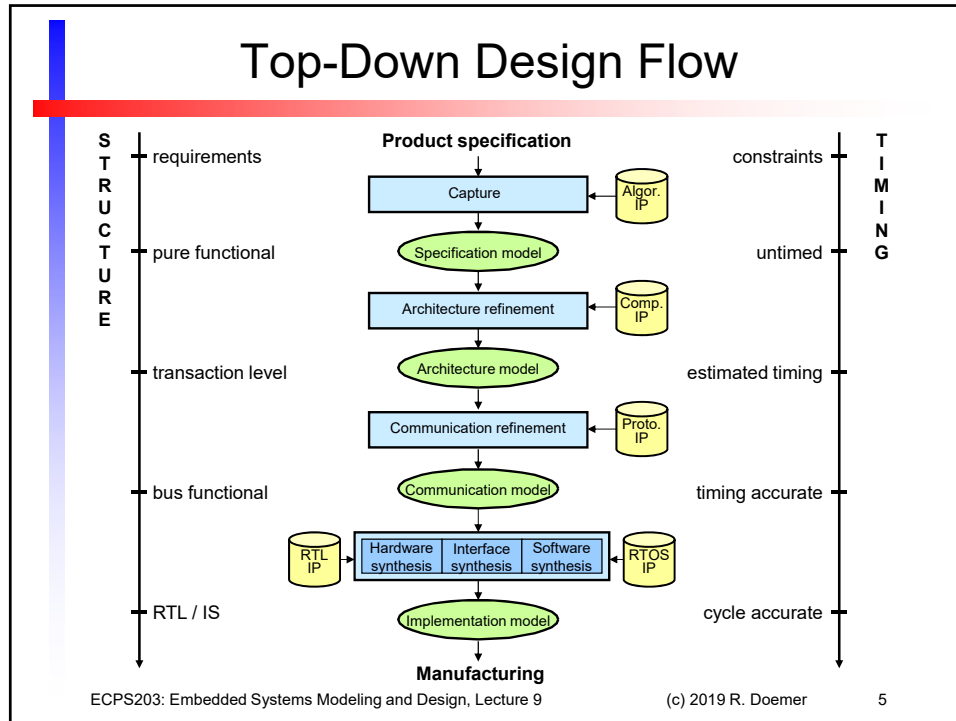 Top-Down Design Flow
STRUCTURE
TIMING
Product specification
requirements
constraints
Capture
Algor.
IP
pure functional
Specification model
untimed
Architecture refinement
Comp.
IP
transaction level
Architecture model
estimated timing
Communication refinement
Proto.
IP
bus functional
Communication model
timing accurate
RTL
IP
Hardware
synthesis
Interface
synthesis
Software
synthesis
RTOS
IP
RTL / IS
Implementation model
cycle accurate
Manufacturing
ECPS203: Embedded Systems Modeling and Design, Lecture 9
(c) 2019 R. Doemer
5